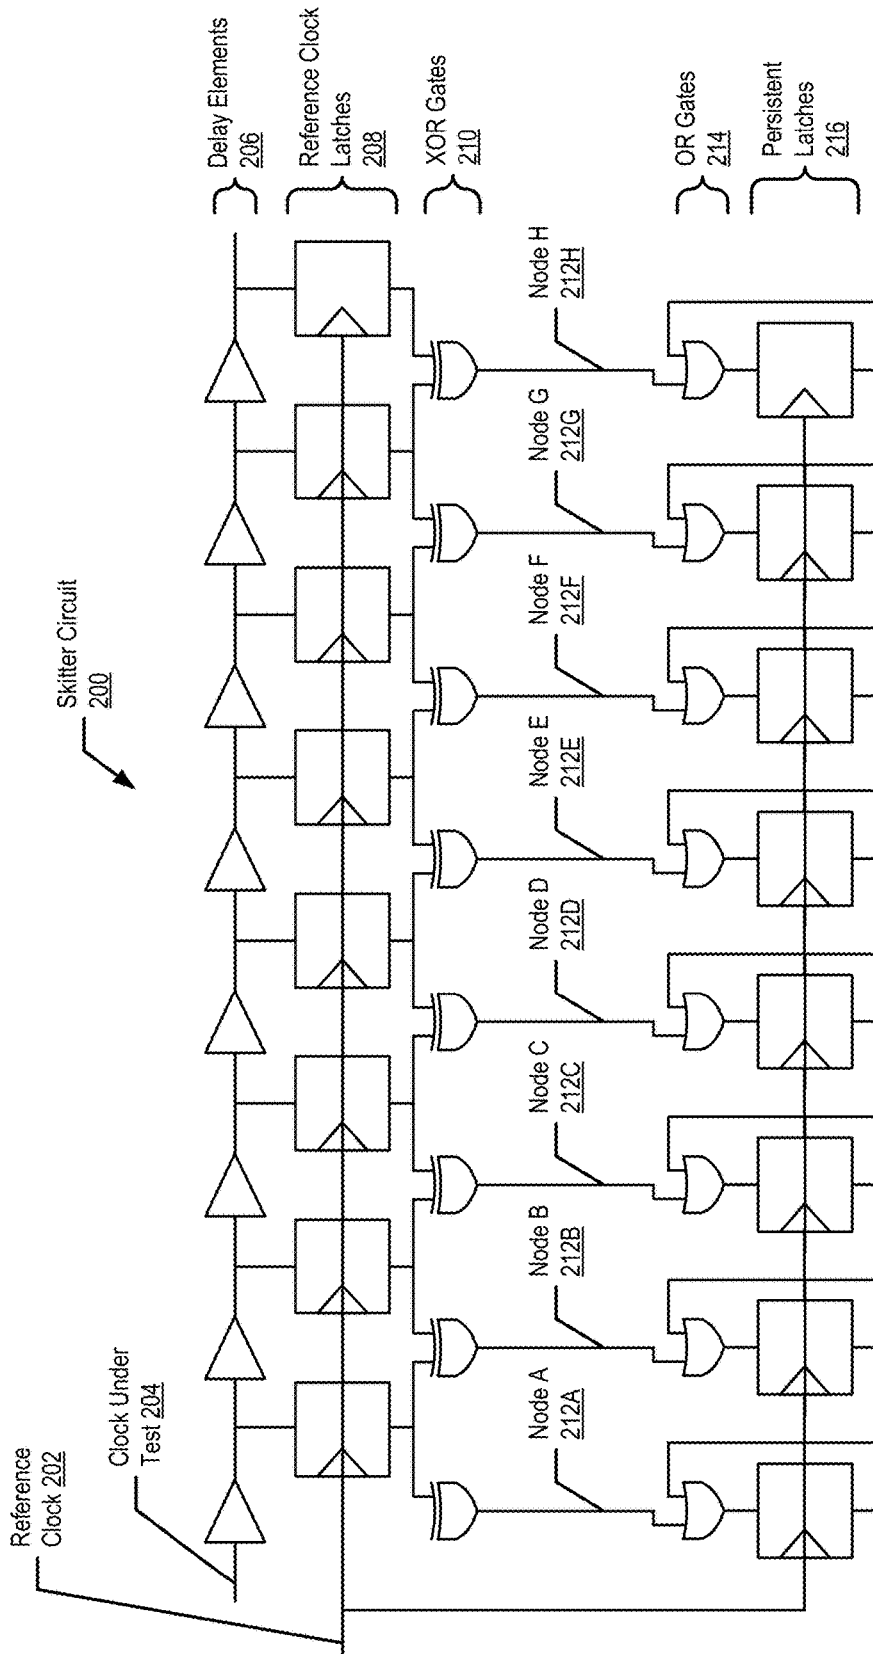 Skitter Circuit
200
Reference
Clock 202
Clock Under
Test 204
Delay Elements
206
Reference Clock
Latches
208
XOR Gates
210
Node A
212A
Node B
212B
Node C
212C
Node D
212D
Node E
212E
Node F
212F
Node G
212G
Node H
212H
OR Gates
214
Persistent
Latches
216